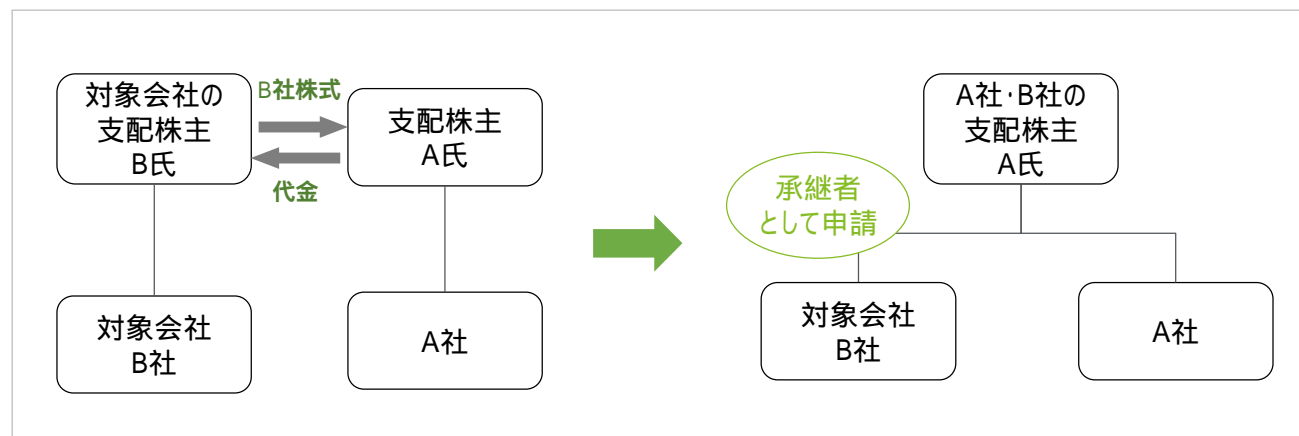 対象会社の
支配株主
B氏
B社株式
代金
支配株主
A氏
対象会社
B社
A社
A社・B社の
支配株主
A氏
承継者
として申請
対象会社
B社
A社